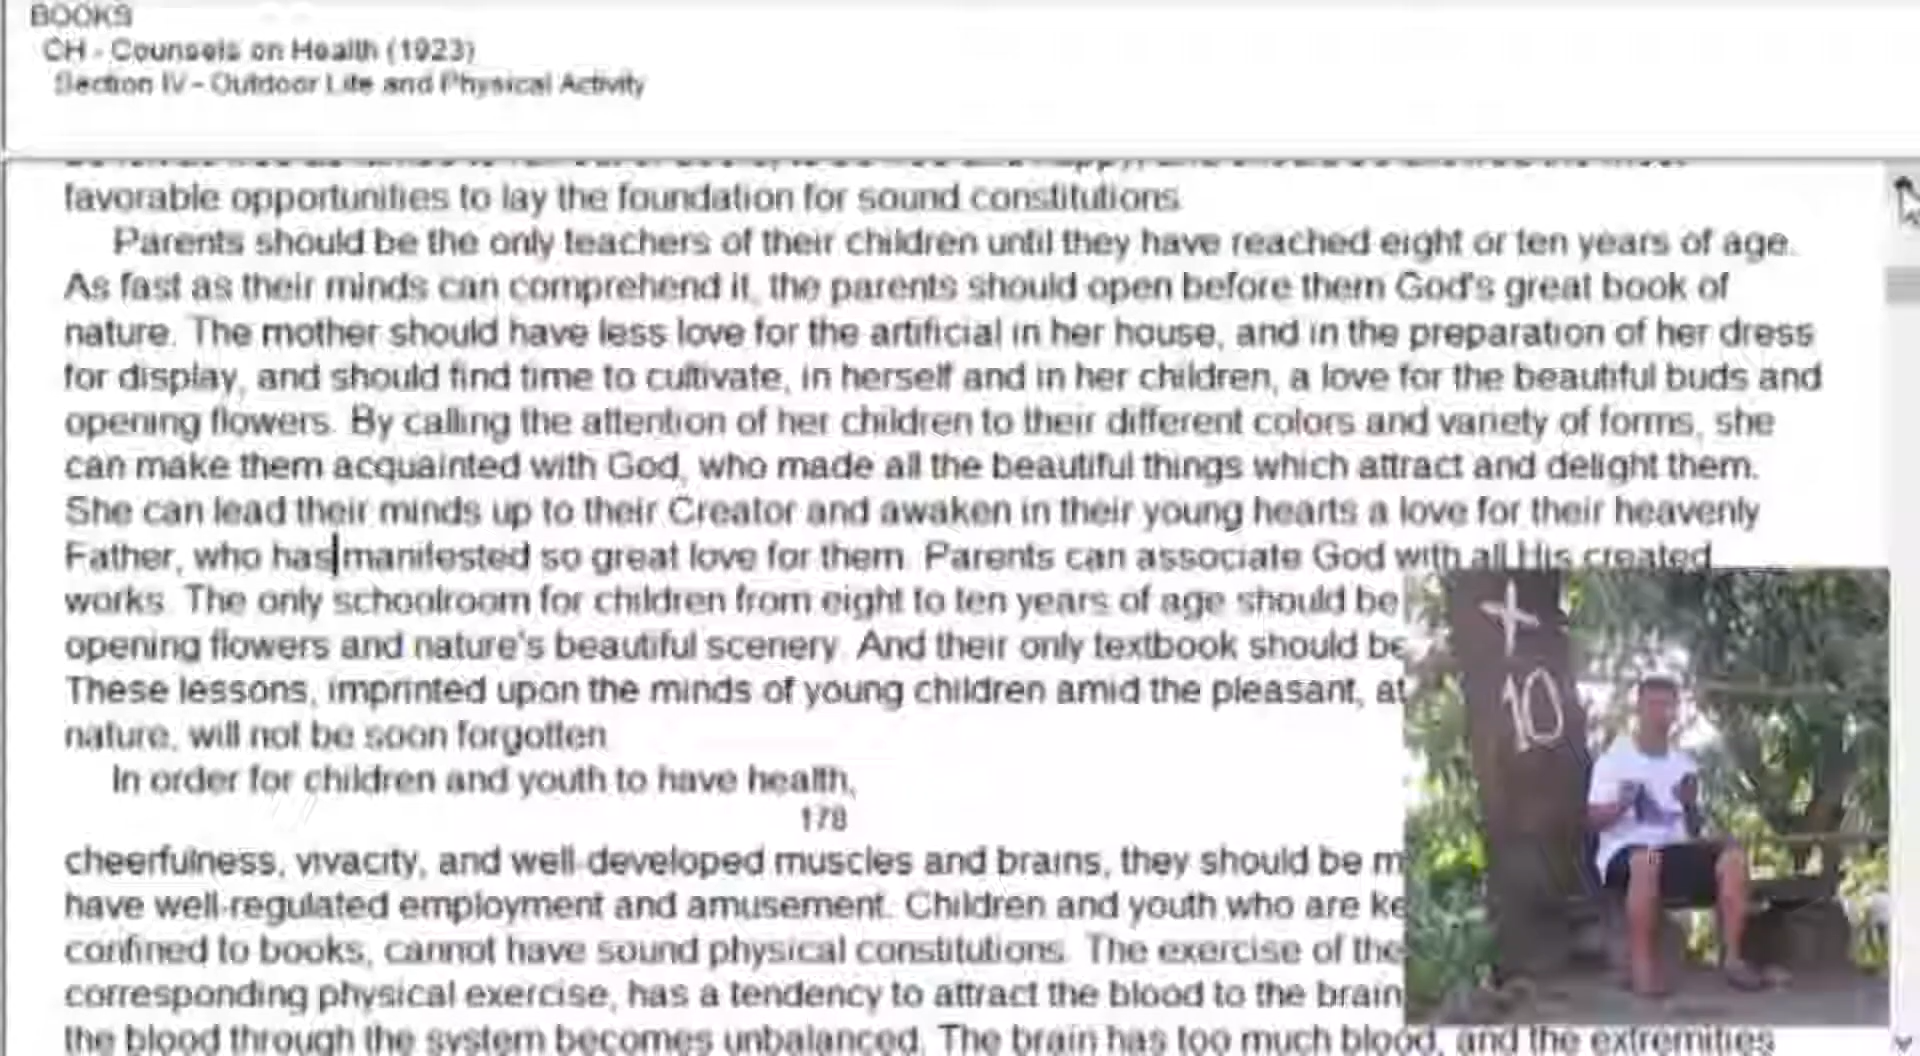 BOOKS
CH - Counsels on Health (1923)
Section IV - Outdoor Life and Physical Activity
favorable opportunities to lay the foundation for sound constitutions.
Parents should be the only teachers of their children until they have reached eight or ten years of age.
As fast as their minds can comprehend it, the parents should open before them God's great book of
nature. The mother should have less love for the artificial in her house, and in the preparation of her dress
for display, and should find time to cultivate, in herself and in her children, a love for the beautiful buds and
opening flowers. By calling the attention of her children to their different colors and variety of forms, she
can make them acquainted with God, who made all the beautiful things which attract and delight them.
She can lead their minds up to their Creator and awaken in their young hearts a love for their heavenly
Father, who has manifested so great love for them. Parents can associate God with all His created
works. The only schoolroom for children from eight to ten years of age should be
opening flowers and nature's beautiful scenery. And their only textbook should be
These lessons, imprinted upon the minds of young children amid the pleasant, at
nature, will not be soon forgotten.
In order for children and youth to have health,
178
cheerfulness, vivacity, and well-developed muscles and brains, they should be m
have well-regulated employment and amusement. Children and youth who are ke
confined to books, cannot have sound physical constitutions. The exercise of the
corresponding physical exercise, has a tendency to attract the blood to the brain
the blood through the system becomes unbalanced. The brain has too much blood, and the extremities
+
10